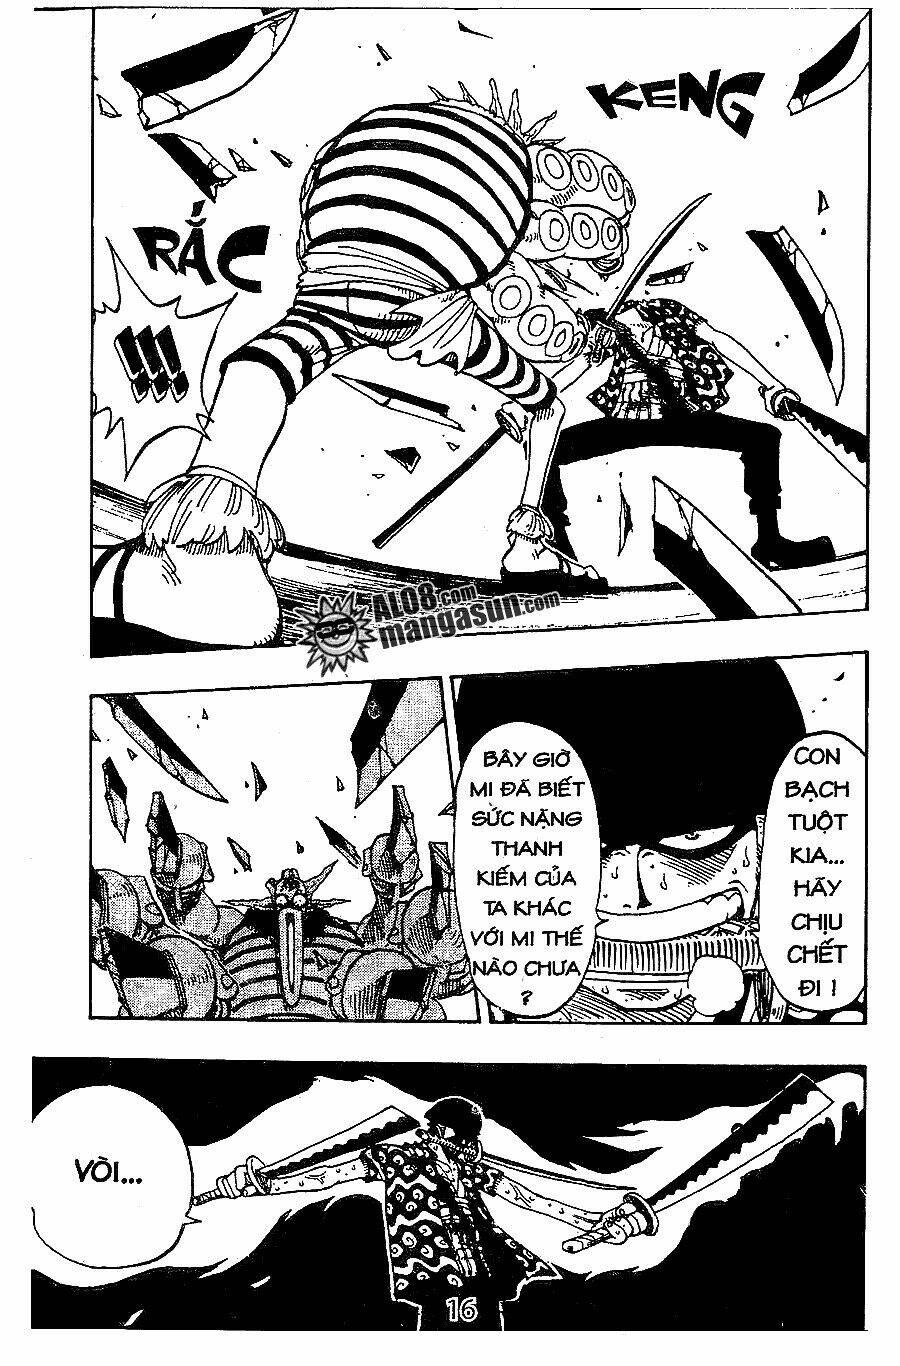 KENG
RẮC
!!!
ALO8.com
mangasun.com
CON
BẠCH
TUỘT
KIA...
HÃY
CHỊU
CHẾT
ĐI !
BÂY GIỜ
MI ĐÃ BIẾT
SỨC NẶNG
THANH
KIẾM CỦA
TA KHÁC
VỚI MI THẾ
NÀO CHƯA
?
VÒI...
16